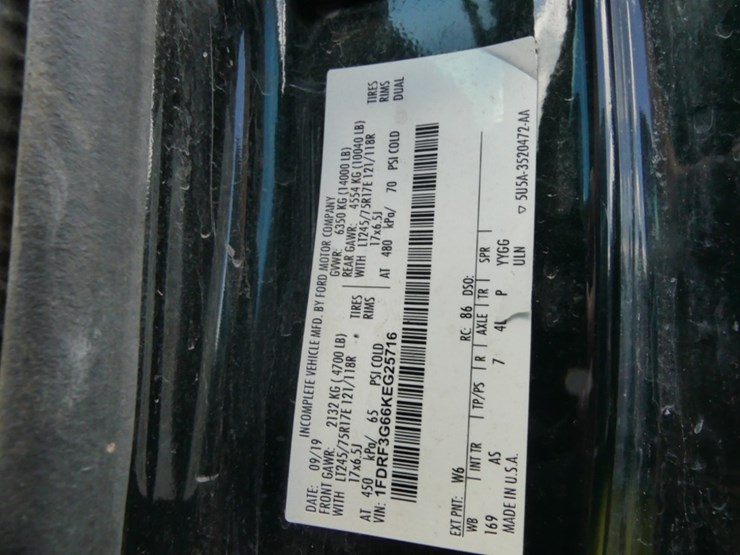 INCOMPLETE VEHICLE MFD. BY FORD MOTOR COMPANY
DATE: 09/19 GVWR: 6350 KG (14000 LB)
FRONT GAWR: 2132 KG (4700 LB) REAR GAWR: 4554 KG (10040 LB)
WITH LT245/75R17E 121/118R TIRES WITH LT245/75R17E 121/118R TIRES
17x6.5J RIMS 17x6.5J RIMS
AT 450 kPa/ 65 PSI COLD AT 480 kPa/ 70 PSI COLD DUAL
VIN: 1FDRF3G66KEG25716
EXT PNT: W6 RC: 86 DSO:
WB INT TR TP/PS R AXLE TR SPR
169 AS 7 4L P YYGG
MADE IN U.S.A. ULN
▽ 5U5A-3520472-AA